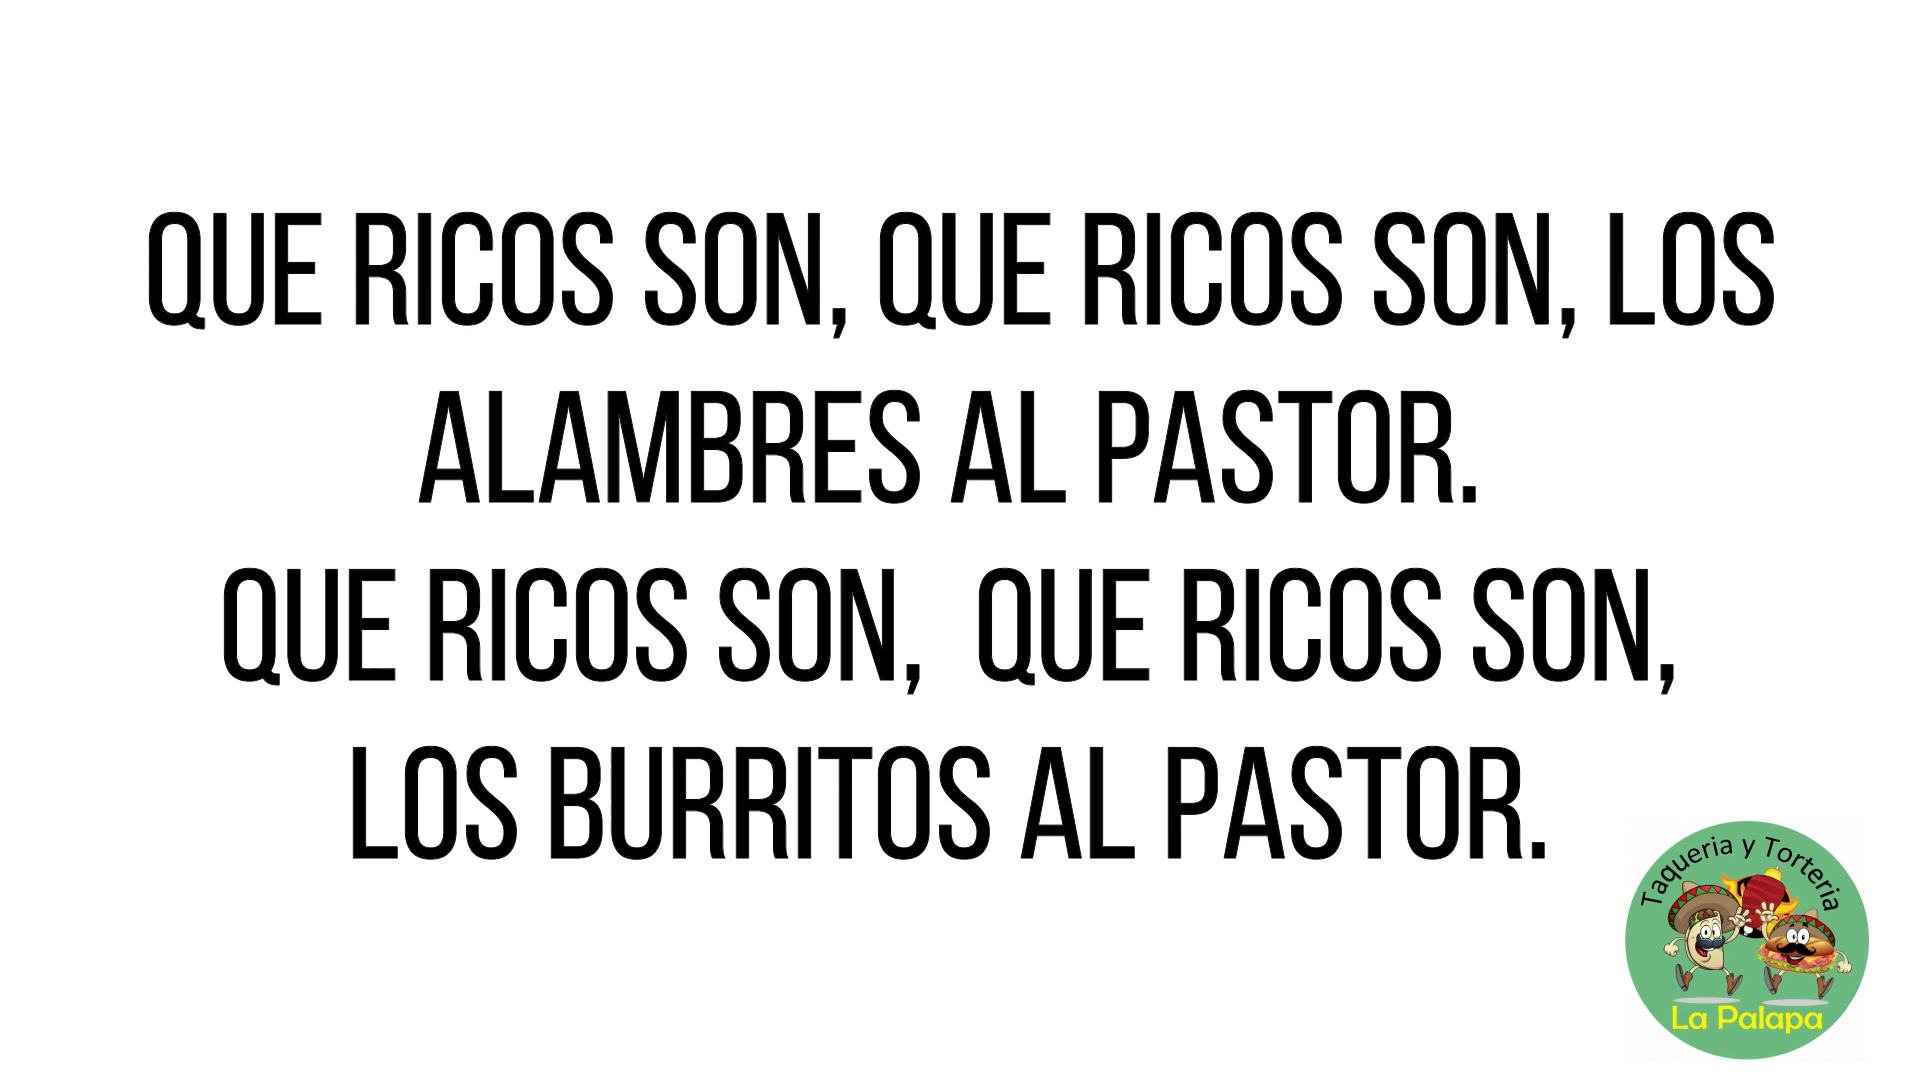 QUE RICOS SON, QUE RICOS SON, LOS
ALAMBRES AL PASTOR.
QUE RICOS SON,  QUE RICOS SON,
LOS BURRITOS AL PASTOR.
Taqueria y Torteria
La Palapa